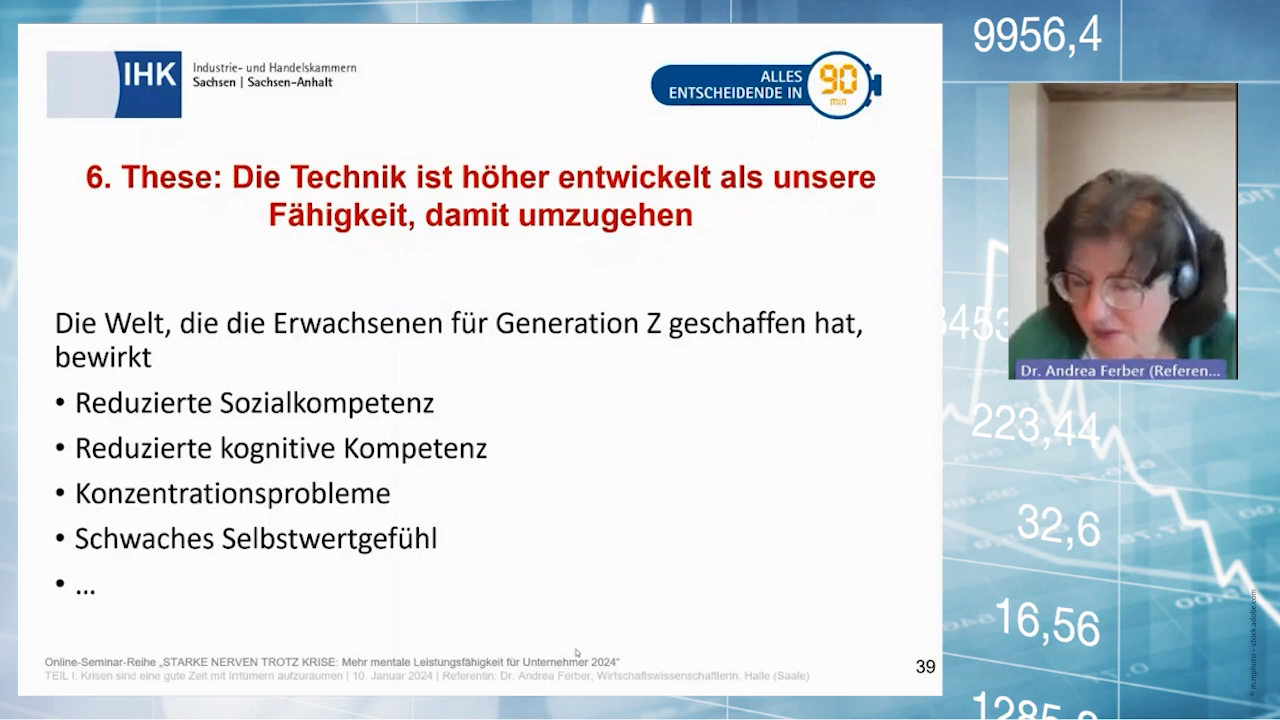 IHK
Industrie- und Handelskammern
Sachsen | Sachsen-Anhalt
ALLES
ENTSCHEIDENDE IN
90
min
6. These: Die Technik ist höher entwickelt als unsere
Fähigkeit, damit umzugehen
Die Welt, die die Erwachsenen für Generation Z geschaffen hat,
bewirkt
• Reduzierte Sozialkompetenz
• Reduzierte kognitive Kompetenz
• Konzentrationsprobleme
• Schwaches Selbstwertgefühl
• ...
Online-Seminar-Reihe „STARKE NERVEN TROTZ KRISE: Mehr mentale Leistungsfähigkeit für Unternehmer 2024“
TEIL I: Krisen sind eine gute Zeit mit Irrtümern aufzuräumen | 10. Januar 2024 | Referentin: Dr. Andrea Ferber, Wirtschaftswissenschaftlerin, Halle (Saale)
39
9956,4
Dr. Andrea Ferber (Referen...
223,44
32,6
16,56
© m.mphoto - stock.adobe.com